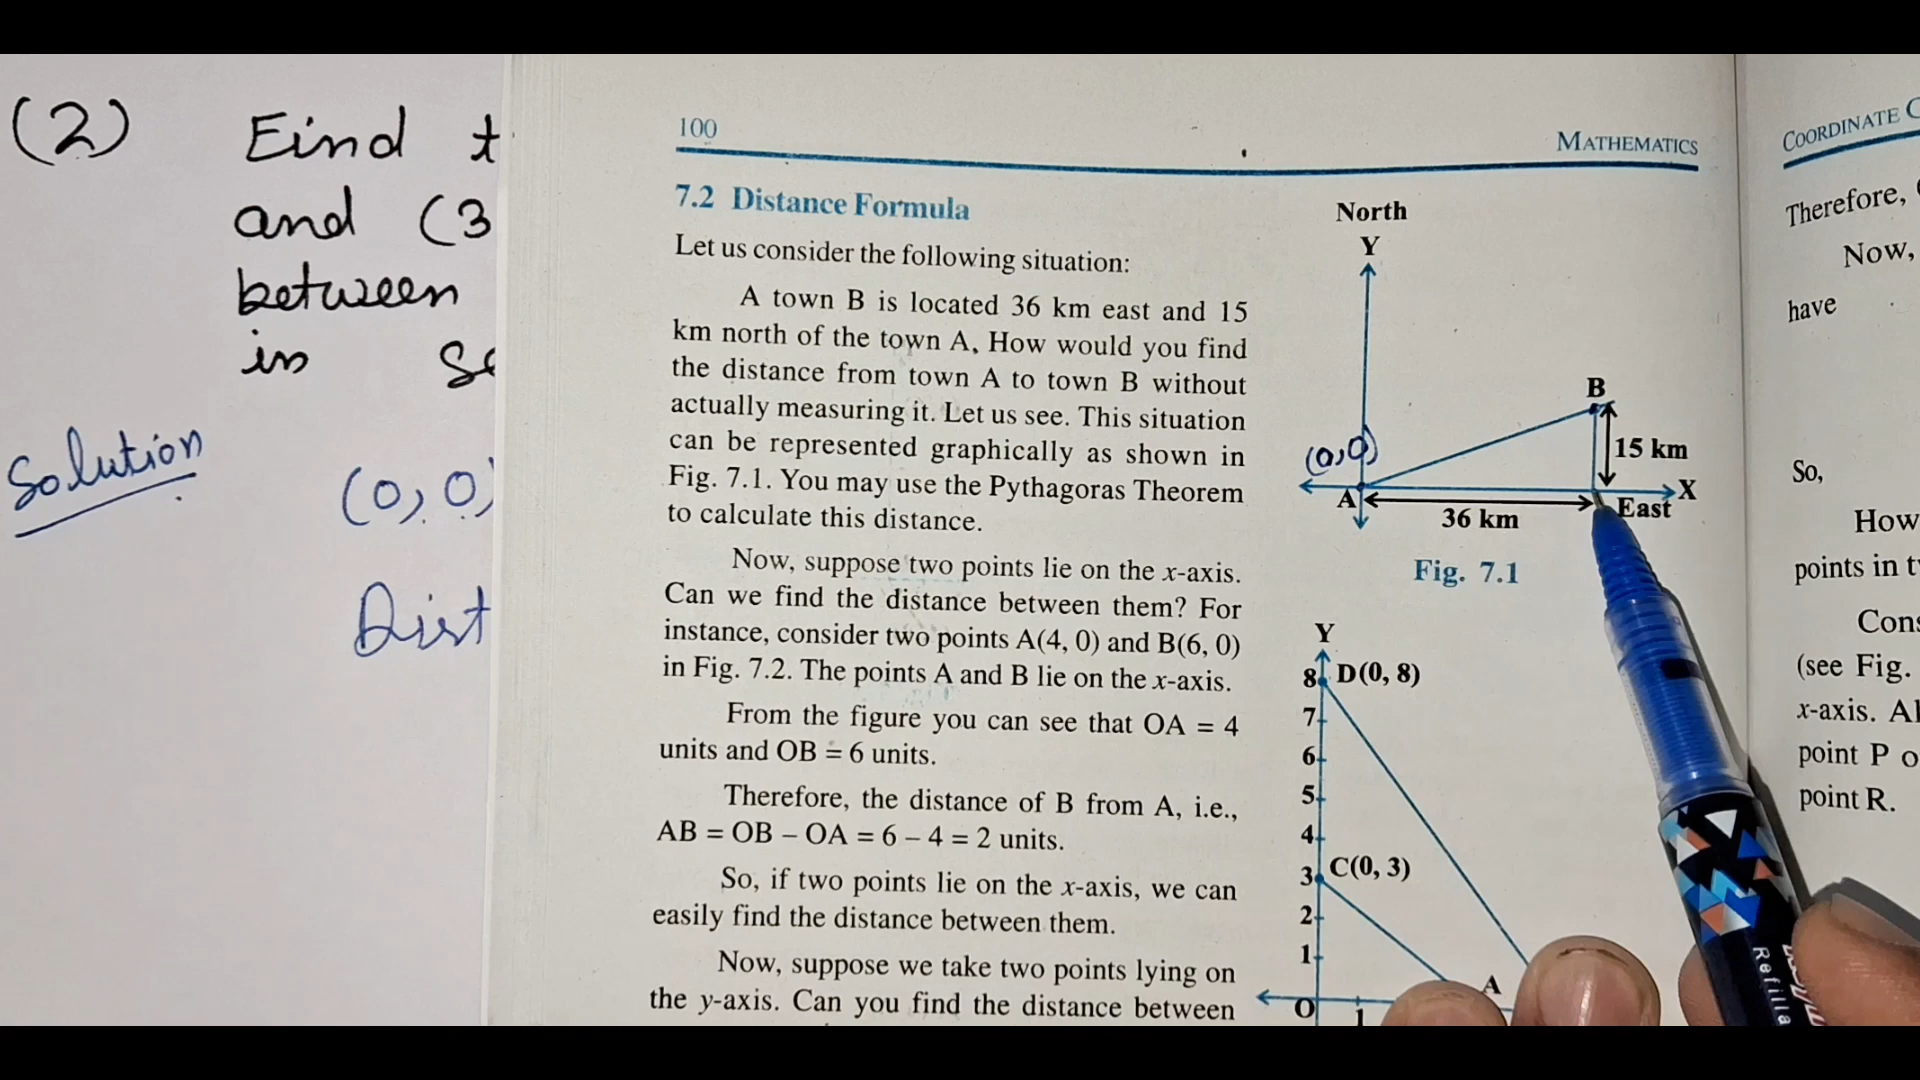 (2) Find t
and (3
between
in
Solution
(0, 0)
Dist
100
MATHEMATICS
7.2 Distance Formula
Let us consider the following situation:
A town B is located 36 km east and 15
km north of the town A. How would you find
the distance from town A to town B without
actually measuring it. Let us see. This situation
can be represented graphically as shown in
Fig. 7.1. You may use the Pythagoras Theorem
to calculate this distance.
Now, suppose two points lie on the x-axis.
Can we find the distance between them? For
instance, consider two points A(4, 0) and B(6, 0)
in Fig. 7.2. The points A and B lie on the x-axis.
From the figure you can see that OA = 4
units and OB = 6 units.
Therefore, the distance of B from A, i.e.,
AB = OB – OA = 6 – 4 = 2 units.
So, if two points lie on the x-axis, we can
easily find the distance between them.
Now, suppose we take two points lying on
the y-axis. Can you find the distance between
North
Y
B
15 km
(0,0)
A
X
36 km
East
Fig. 7.1
Y
8 D(0, 8)
7
6
5
4
3 C(0, 3)
2
1
A
O
1
COORDINATE
Therefore,
Now,
have
So,
How
points in
(see Fig.
x-axis.
point P
point R.
Refilla